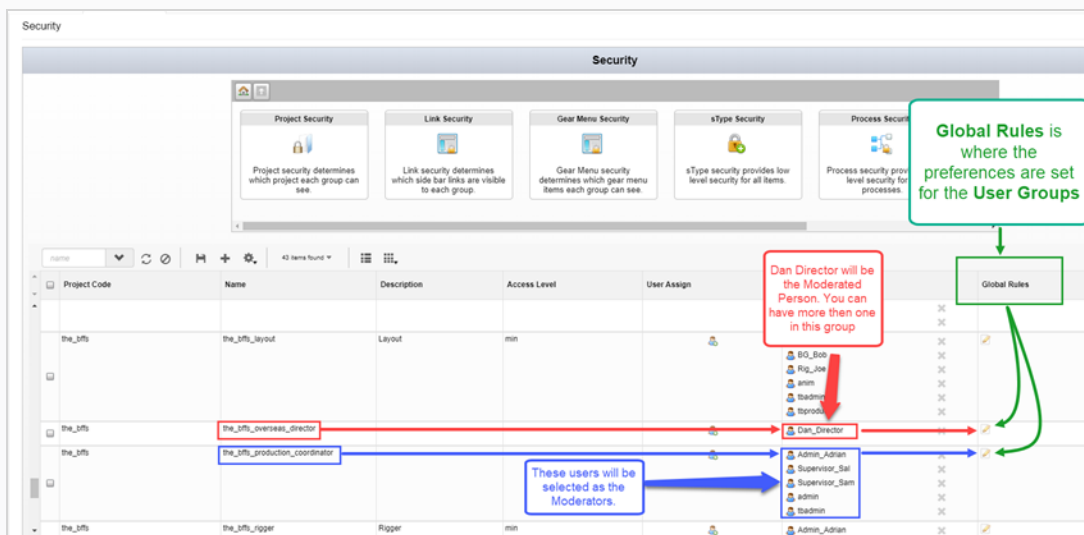 Security
Security
Project Security
Project security determines
which project each group can
see.
Link Security
Link security determines
which side bar links are visible
to each group.
Gear Menu Security
Gear Menu security
determines which gear menu
items each group can see.
sType Security
sType security provides low
level security for all items.
Process Securit
Process security prov
level security for
processes.
Global Rules is
where the
preferences are set
for the User Groups
name
43 items found
Dan Director will be
the Moderated
Person. You can
have more then one
in this group
Project Code
Name
Description
Access Level
User Assign
Global Rules
the_bffs
the_bffs_layout
Layout
min
BG_Bob
Rig_Joe
anim
tbadmin
tbprodu
the_bffs
the_bffs_overseas_director
Dan_Director
the_bffs
the_bffs_production_coordinator
Admin_Adrian
Supervisor_Sal
Supervisor_Sam
admin
tbadmin
These users will be
selected as the
Moderators.
the_bffs
the_bffs_rigger
Rigger
min
Admin_Adrian